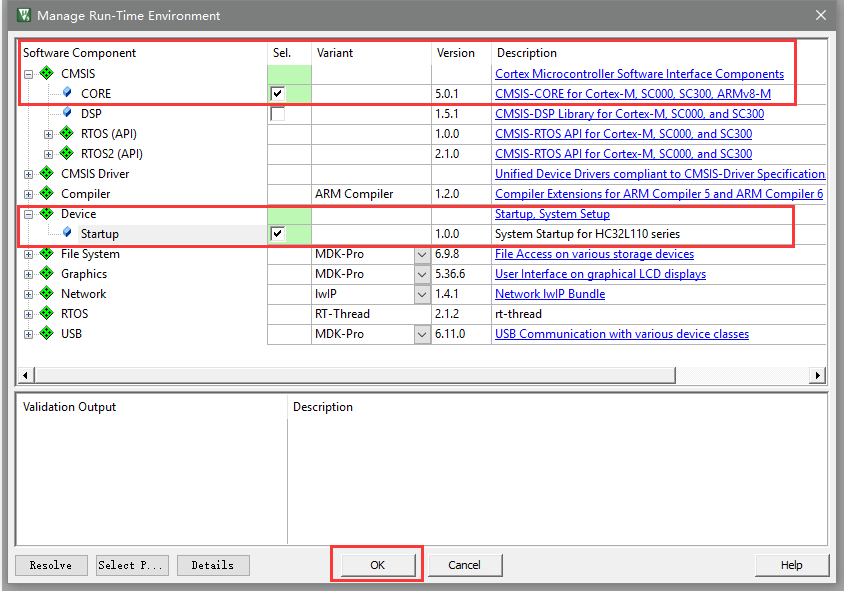 Manage Run-Time Environment
Software Component Sel. Variant Version Description
CMSIS Cortex Microcontroller Software Interface Components
CORE 5.0.1 CMSIS-CORE for Cortex-M, SC000, SC300, ARMv8-M
DSP 1.5.1 CMSIS-DSP Library for Cortex-M, SC000, and SC300
RTOS (API) 1.0.0 CMSIS-RTOS API for Cortex-M, SC000, and SC300
RTOS2 (API) 2.1.0 CMSIS-RTOS API for Cortex-M, SC000, and SC300
CMSIS Driver Unified Device Drivers compliant to CMSIS-Driver Specification
Compiler ARM Compiler 1.2.0 Compiler Extensions for ARM Compiler 5 and ARM Compiler 6
Device Startup, System Setup
Startup 1.0.0 System Startup for HC32L110 series
File System MDK-Pro 6.9.8 File Access on various storage devices
Graphics MDK-Pro 5.36.6 User Interface on graphical LCD displays
Network lwIP 1.4.1 Network lwIP Bundle
RTOS RT-Thread 2.1.2 rt-thread
USB MDK-Pro 6.11.0 USB Communication with various device classes
Validation Output Description
Resolve Select P... Details OK Cancel Help